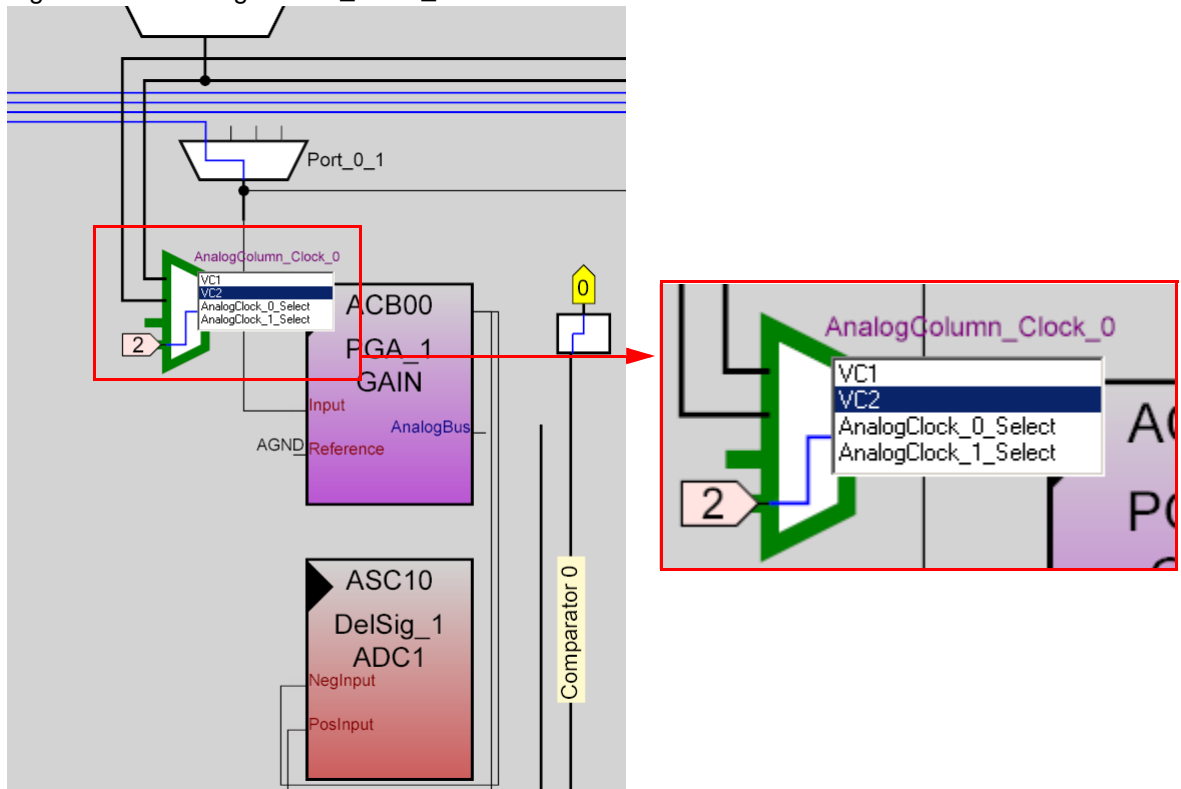 Port_0_1
AnalogColumn_Clock_0
VC1
VC2
AnalogClock_0_Select
AnalogClock_1_Select
2
ACB00
PGA_1
GAIN
Input
AnalogBus
AGND
Reference
0
Comparator 0
ASC10
DelSig_1
ADC1
NegInput
PosInput
AnalogColumn_Clock_0
VC1
VC2
AnalogClock_0_Select
AnalogClock_1_Select
2